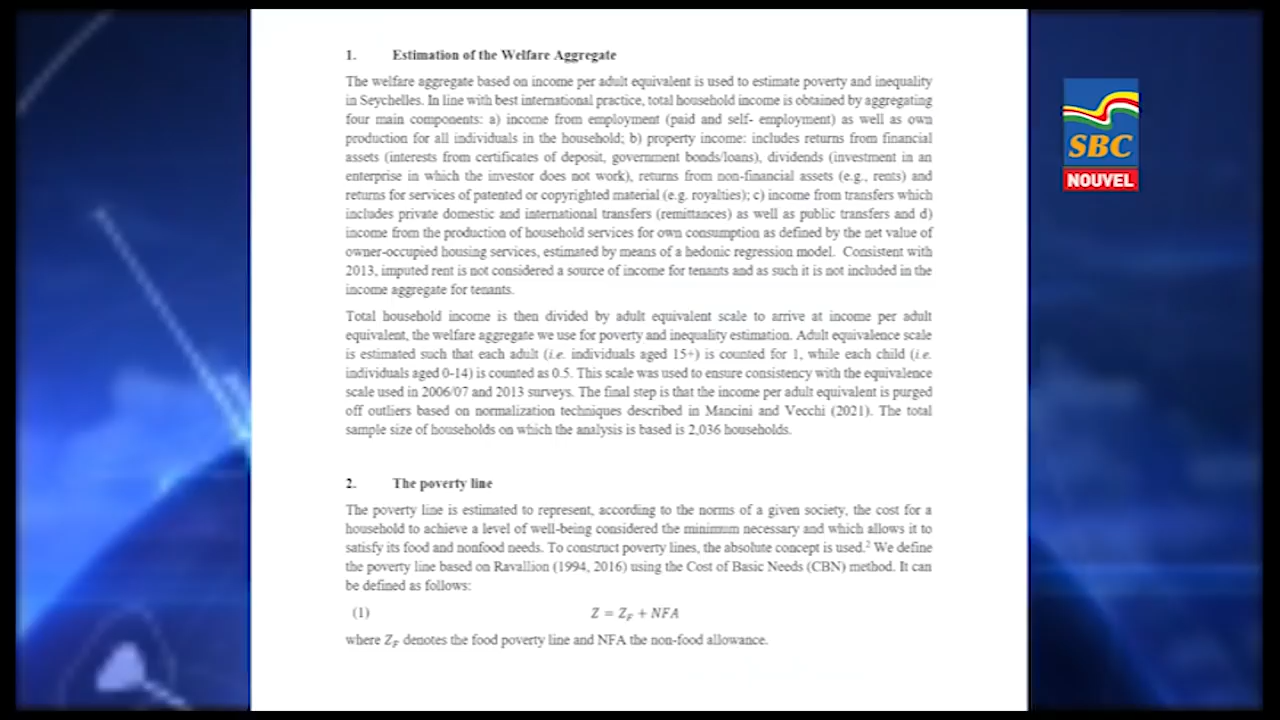 1. Estimation of the Welfare Aggregate
The welfare aggregate based on income per adult equivalent is used to estimate poverty and inequality
in Seychelles. In line with best international practice, total household income is obtained by aggregating
four main components: a) income from employment (paid and self- employment) as well as own
production for all individuals in the household; b) property income: includes returns from financial
assets (interests from certificates of deposit, government bonds/loans), dividends (investment in an
enterprise in which the investor does not work), returns from non-financial assets (e.g., rents) and
returns for services of patented or copyrighted material (e.g. royalties); c) income from transfers which
includes private domestic and international transfers (remittances) as well as public transfers and d)
income from the production of household services for own consumption as defined by the net value of
owner-occupied housing services, estimated by means of a hedonic regression model. Consistent with
2013, imputed rent is not considered a source of income for tenants and as such it is not included in the
income aggregate for tenants.
Total household income is then divided by adult equivalent scale to arrive at income per adult
equivalent, the welfare aggregate we use for poverty and inequality estimation. Adult equivalence scale
is estimated such that each adult (i.e. individuals aged 15+) is counted for 1, while each child (i.e.
individuals aged 0-14) is counted as 0.5. This scale was used to ensure consistency with the equivalence
scale used in 2006/07 and 2013 surveys. The final step is that the income per adult equivalent is purged
off outliers based on normalization techniques described in Mancini and Vecchi (2021). The total
sample size of households on which the analysis is based is 2,036 households.
2. The poverty line
The poverty line is estimated to represent, according to the norms of a given society, the cost for a
household to achieve a level of well-being considered the minimum necessary and which allows it to
satisfy its food and nonfood needs. To construct poverty lines, the absolute concept is used.² We define
the poverty line based on Ravallion (1994, 2016) using the Cost of Basic Needs (CBN) method. It can
be defined as follows:
(1) Z = Z_F + NFA
where Z_F denotes the food poverty line and NFA the non-food allowance.
SBC
NOUVEL